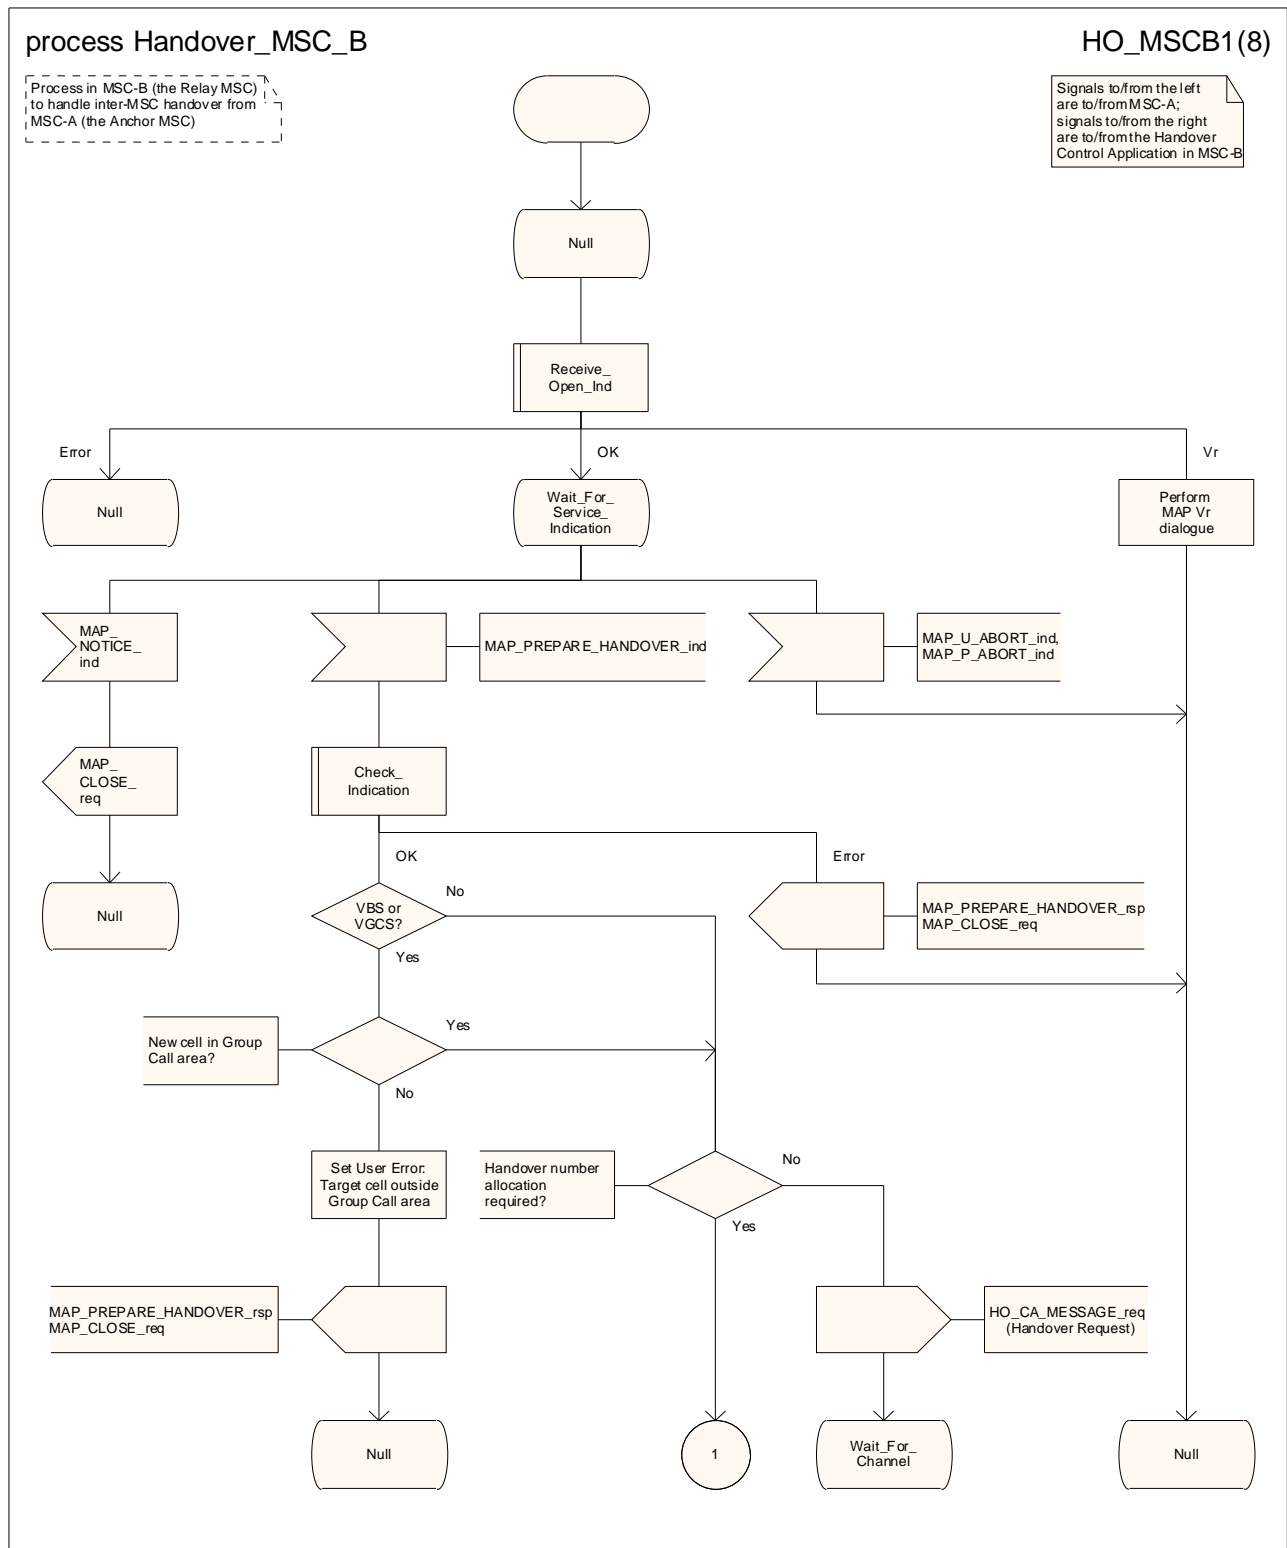 process Handover_MSC_B
HO_MSCB1(8)
Process in MSC-B (the Relay MSC)
to handle inter-MSC handover from
MSC-A (the Anchor MSC)
Signals to/from the left
are to/from MSC-A;
signals to/from the right
are to/from the Handover
Control Application in MSC-B
Null
Receive_
Open_Ind
Error
OK
Vr
Null
Wait_For_
Service_
Indication
Perform
MAP Vr
dialogue
MAP_
NOTICE_
ind
MAP_PREPARE_HANDOVER_ind
MAP_U_ABORT_ind,
MAP_P_ABORT_ind
MAP_
CLOSE_
req
Check_
Indication
OK
Error
Null
VBS or
VGCS?
No
Yes
MAP_PREPARE_HANDOVER_rsp
MAP_CLOSE_req
New cell in Group
Call area?
Yes
No
Set User Error:
Target cell outside
Group Call area
Handover number
allocation
required?
No
Yes
MAP_PREPARE_HANDOVER_rsp
MAP_CLOSE_req
HO_CA_MESSAGE_req
(Handover Request)
Null
1
Wait_For_
Channel
Null